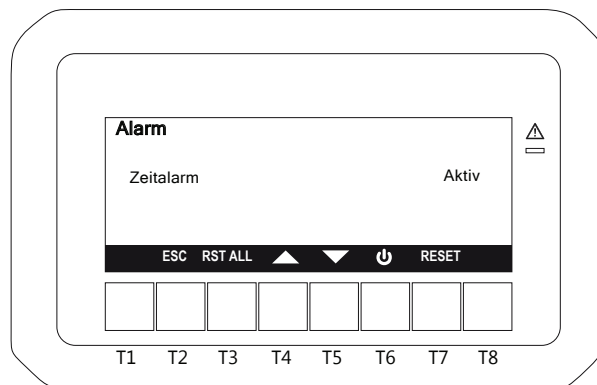 Alarm
Zeitalarm Aktiv
ESC RST ALL RESET
T1 T2 T3 T4 T5 T6 T7 T8